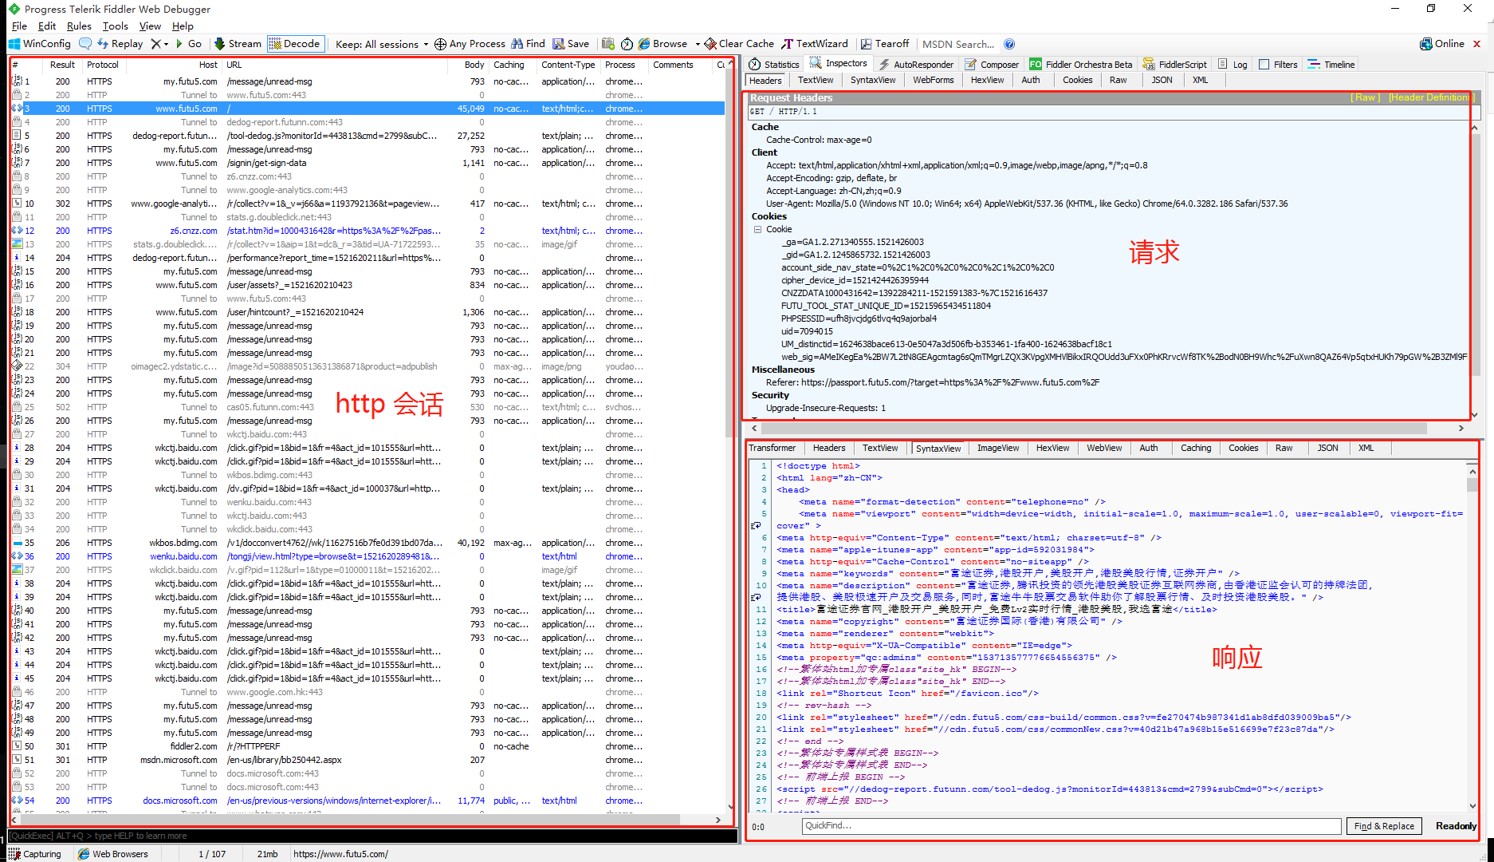 Progress Telerik Fiddler Web Debugger
File Edit Rules Tools View Help
WinConfig Replay Go Stream Decode Keep: All sessions Any Process Find Save Browse Clear Cache TextWizard Tearoff MSDN Search... Online
# Result Protocol Host URL Body Caching Content-Type Process Comments Cu
1 200 HTTPS my.futu5.com /message/unread-msg 793 no-cac... application/... chrome...
2 200 HTTP Tunnel to www.futu5.com:443 0 chrome...
3 200 HTTPS www.futu5.com / 45,049 no-cac... text/html;c... chrome...
4 200 HTTP Tunnel to dedog-report.futunn.com:443 0 chrome...
5 200 HTTPS dedog-report.futun... /tool-dedog.js?monitorId=443813&cmd=2799&subC... 27,252 text/plain; ... chrome...
6 200 HTTPS my.futu5.com /message/unread-msg 793 no-cac... application/... chrome...
7 200 HTTPS www.futu5.com /signin/get-sign-data 1,141 no-cac... application/... chrome...
8 200 HTTP Tunnel to z6.cnzz.com:443 0 chrome...
9 200 HTTP Tunnel to www.google-analytics.com:443 0 chrome...
10 302 HTTPS www.google-analyti... /r/collect?v=1&_v=j66&a=1193792136&t=pageview... 417 no-cac... text/html; c... chrome...
11 200 HTTP Tunnel to stats.g.doubleclick.net:443 0 chrome...
12 200 HTTPS z6.cnzz.com /stat.htm?id=1000431642&r=https%3A%2F%2Fpas... 2 text/html; c... chrome...
13 200 HTTPS stats.g.doubleclick.... /r/collect?v=1&aip=1&t=dc&_r=3&tid=UA-71722593... 35 no-cac... image/gif chrome...
14 204 HTTPS dedog-report.futun... /performance?report_time=1521620211&url=https%... 0 chrome...
15 200 HTTPS my.futu5.com /message/unread-msg 793 no-cac... application/... chrome...
16 200 HTTPS www.futu5.com /user/assets?_=1521620210423 834 no-cac... application/... chrome...
17 200 HTTP Tunnel to www.futu5.com:443 0 chrome...
18 200 HTTPS www.futu5.com /user/hintcount?_=1521620210424 1,306 no-cac... application/... chrome...
19 200 HTTPS my.futu5.com /message/unread-msg 793 no-cac... application/... chrome...
20 200 HTTPS my.futu5.com /message/unread-msg 793 no-cac... application/... chrome...
21 200 HTTPS my.futu5.com /message/unread-msg 793 no-cac... application/... chrome...
22 304 HTTP oimagec2.ydstatic.c... /image?id=5088850513631386871&product=adpublish 0 max-ag... image/png youdao...
23 200 HTTPS my.futu5.com /message/unread-msg 793 no-cac... application/... chrome...
24 200 HTTPS my.futu5.com /message/unread-msg 793 no-cac... application/... chrome...
25 502 HTTP cas05.futunn.com:443 530 no-cac... text/html; c... svchos...
26 200 HTTPS my.futu5.com /message/unread-msg 793 no-cac... application/... chrome...
27 200 HTTP Tunnel to wkctj.baidu.com:443 0 chrome...
28 204 HTTPS wkctj.baidu.com /click.gif?pid=1&bid=1&fr=4&act_id=101555&url=htt... 0 text/plain;... chrome...
29 204 HTTPS wkctj.baidu.com /click.gif?pid=1&bid=1&fr=4&act_id=101555&url=htt... 0 text/plain;... chrome...
30 200 HTTP Tunnel to wkbos.bdimg.com:443 0 chrome...
31 204 HTTPS wkctj.baidu.com /dv.gif?pid=1&bid=1&fr=4&act_id=100037&url=http... 0 text/plain;... chrome...
32 200 HTTP Tunnel to wenku.baidu.com:443 0 chrome...
33 200 HTTP Tunnel to wkctj.baidu.com:443 0 chrome...
34 200 HTTP Tunnel to wkclick.baidu.com:443 0 chrome...
35 206 HTTPS wkbos.bdimg.com /v1/docconvert4762//wk/11627516b7fe0d391bd07da... 40,192 max-ag... application/... chrome...
36 200 HTTPS wenku.baidu.com /tongji/view.html?type=browse&t=1521620289481&... 0 text/html chrome...
37 200 HTTPS wkclick.baidu.com /v.gif?pid=112&url=1&type=01000011&t=15216202... 0 image/gif chrome...
38 204 HTTPS wkctj.baidu.com /click.gif?pid=1&bid=1&fr=4&act_id=101555&url=htt... 0 text/plain;... chrome...
39 204 HTTPS wkctj.baidu.com /click.gif?pid=1&bid=1&fr=4&act_id=101555&url=htt... 0 text/plain;... chrome...
40 200 HTTPS my.futu5.com /message/unread-msg 793 no-cac... application/... chrome...
41 200 HTTPS my.futu5.com /message/unread-msg 793 no-cac... application/... chrome...
42 200 HTTPS my.futu5.com /message/unread-msg 793 no-cac... application/... chrome...
43 204 HTTPS wkctj.baidu.com /click.gif?pid=1&bid=1&fr=4&act_id=101555&url=htt... 0 text/plain;... chrome...
44 204 HTTPS wkctj.baidu.com /click.gif?pid=1&bid=1&fr=4&act_id=101555&url=htt... 0 text/plain;... chrome...
45 204 HTTPS wkctj.baidu.com /click.gif?pid=1&bid=1&fr=4&act_id=101555&url=htt... 0 text/plain;... chrome...
46 200 HTTP Tunnel to www.google.com.hk:443 0 chrome...
47 200 HTTPS my.futu5.com /message/unread-msg 793 no-cac... application/... chrome...
48 200 HTTPS my.futu5.com /message/unread-msg 793 no-cac... application/... chrome...
49 200 HTTPS my.futu5.com /message/unread-msg 793 no-cac... application/... chrome...
50 301 HTTP fiddler2.com /r/?HTTPPERF 0 no-cache chrome...
51 301 HTTP msdn.microsoft.com /en-us/library/bb250442.aspx 207 chrome...
52 200 HTTP Tunnel to docs.microsoft.com:443 0 chrome...
53 200 HTTP Tunnel to docs.microsoft.com:443 0 chrome...
54 200 HTTPS docs.microsoft.com /en-us/previous-versions/windows/internet-explorer/i... 11,774 public, ... text/html chrome...
http 会话
[QuickExec] ALT+Q > type HELP to learn more
Capturing Web Browsers 1 / 107 21mb https://www.futu5.com/
Statistics Inspectors AutoResponder Composer FO Fiddler Orchestra Beta FiddlerScript Log Filters Timeline
Headers TextView SyntaxView WebForms HexView Auth Cookies Raw JSON XML
Request Headers [ Raw ] [Header Definitions]
GET / HTTP/1.1
Cache
Cache-Control: max-age=0
Client
Accept: text/html,application/xhtml+xml,application/xml;q=0.9,image/webp,image/apng,*/*;q=0.8
Accept-Encoding: gzip, deflate, br
Accept-Language: zh-CN,zh;q=0.9
User-Agent: Mozilla/5.0 (Windows NT 10.0; Win64; x64) AppleWebKit/537.36 (KHTML, like Gecko) Chrome/64.0.3282.186 Safari/537.36
Cookies
Cookie
_ga=GA1.2.271340555.1521426003
_gid=GA1.2.1245865732.1521426003
account_side_nav_state=0%2C1%2C0%2C0%2C0%2C1%2C0%2C0
cipher_device_id=1521424426395944
CNZZDATA1000431642=1392284211-1521591383-%7C1521616437
FUTU_TOOL_STAT_UNIQUE_ID=15215965434511804
PHPSESSID=ufh8jvcjdg6tlvq4q9ajorbal4
uid=7094015
UM_distinctid=1624638bace613-0e5047a3d506fb-b353461-1fa400-1624638bacf18c1
Miscellaneous
Referer: https://passport.futu5.com/?target=https%3A%2F%2Fwww.futu5.com%2F
Security
Upgrade-Insecure-Requests: 1
请求
Transformer Headers TextView SyntaxView ImageView HexView WebView Auth Caching Cookies Raw JSON XML
1 <!doctype html>
2 <html lang="zh-CN">
3 <head>
4 <meta name="format-detection" content="telephone=no" />
5 <meta name="viewport" content="width=device-width, initial-scale=1.0, maximum-scale=1.0, user-scalable=0, viewport-fit=
cover" >
6 <meta http-equiv="Content-Type" content="text/html; charset=utf-8" />
7 <meta name="apple-itunes-app" content="app-id=592031984">
8 <meta http-equiv="Cache-Control" content="no-siteapp" />
9 <meta name="keywords" content="富途证券,港股开户,美股开户,港股美股行情,证券开户" />
10 <meta name="description" content="富途证券,腾讯投资的领先港股美股证券互联网券商,由香港证监会认可的持牌法团,
提供港股、美股极速开户及交易服务,同时,富途牛牛股票交易软件助你了解股票行情、及时投资港股美股。" />
11 <title>富途证券官网_港股开户_美股开户_免费Lv2实时行情_港股美股,我选富途</title>
12 <meta name="copyright" content="富途证券国际(香港)有限公司" />
13 <meta name="renderer" content="webkit">
14 <meta http-equiv="X-UA-Compatible" content="IE=edge">
15 <meta property="qc:admins" content="153713577776654556375" />
16 <!--繁体站html加专属class"site_hk" BEGIN-->
17 <!--繁体站html加专属class"site_hk" END-->
18 <link rel="Shortcut Icon" href="/favicon.ico"/>
19 <!-- rev-hash -->
20 <link rel="stylesheet" href="//cdn.futu5.com/css-build/common.css?v=fe270474b987341d1ab8dfd039009ba5"/>
21 <link rel="stylesheet" href="//cdn.futu5.com/css/commonNew.css?v=40d21b47a968b15e516699e7f23c87da"/>
22 <!-- end -->
23 <!--繁体站专属样式表 BEGIN-->
24 <!--繁体站专属样式表 END-->
25 <!-- 前端上报 BEGIN -->
26 <script src="//dedog-report.futunn.com/tool-dedog.js?monitorId=443813&cmd=2799&subCmd=0"></script>
27 <!-- 前端上报 END-->
响应
0:0 QuickFind... Find & Replace Readonly